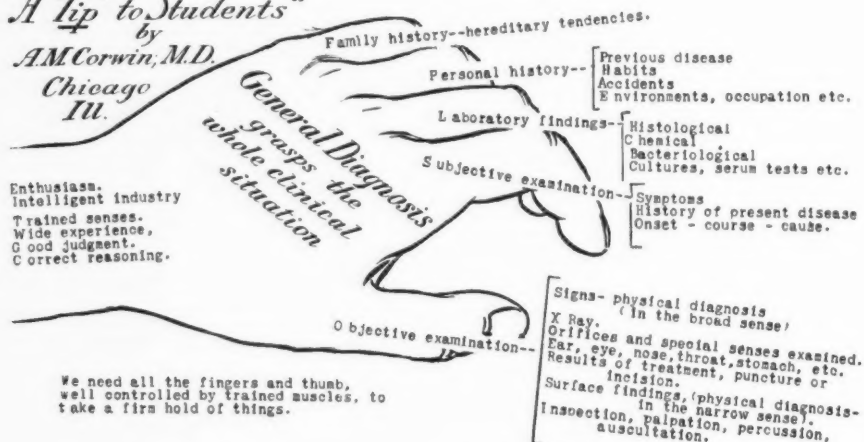 A Tip to Students"
by
A.M. Corwin, M.D.
Chicago
Ill.
General Diagnosis
grasps the
whole clinical
situation
Enthusiasm.
Intelligent industry
Trained senses.
Wide experience,
Good judgment.
Correct reasoning.
Family history--hereditary tendencies.
Personal history--
Previous disease
Habits
Accidents
Environments, occupation etc.
Laboratory findings--
Histological
Chemical
Bacteriological
Cultures, serum tests etc.
Subjective examination--
Symptoms
History of present disease
Onset - course - cause.
Objective examination--
Signs- physical diagnosis
(in the broad sense)
X Ray.
Orifices and special senses examined.
Ear, eye, nose, throat, stomach, etc.
Results of treatment, puncture or
incision.
Surface findings, (physical diagnosis-
in the narrow sense).
Inspection, palpation, percussion,
auscultation.
We need all the fingers and thumb,
well controlled by trained muscles, to
take a firm hold of things.